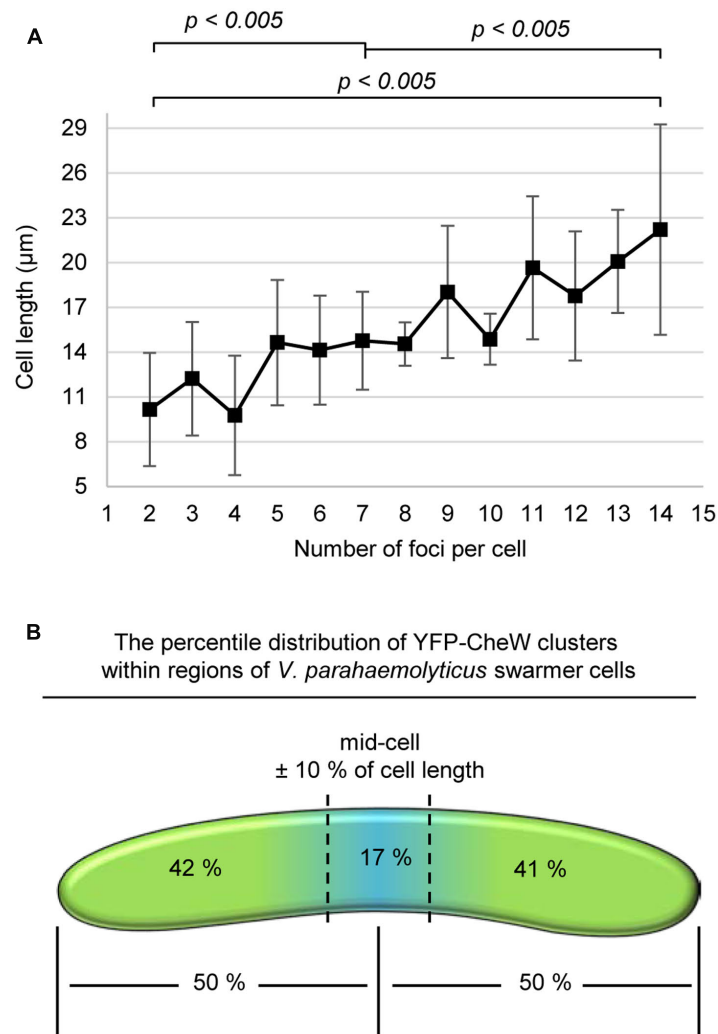 A
p < 0.005
p < 0.005
p < 0.005
29
26
23
20
17
14
11
8
5
Cell length (µm)
1 2 3 4 5 6 7 8 9 10 11 12 13 14 15
Number of foci per cell
B
The percentile distribution of YFP-CheW clusters
within regions of V. parahaemolyticus swarmer cells
mid-cell
± 10 % of cell length
42 % 17 % 41 %
50 % 50 %